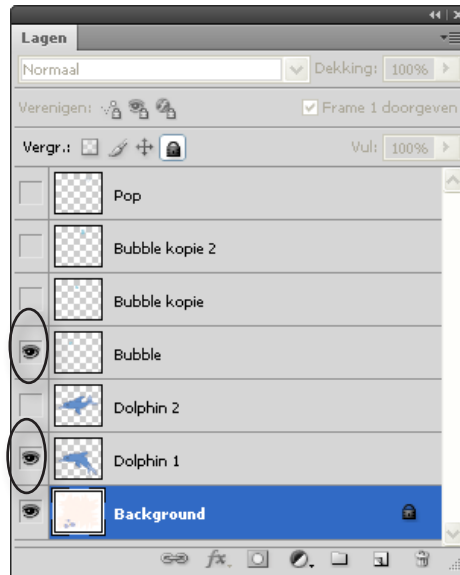 Lagen
Normaal Dekking: 100%
Verenigen: Frame 1 doorgeven
Vergr.: Vul: 100%
Pop
Bubble kopie 2
Bubble kopie
Bubble
Dolphin 2
Dolphin 1
Background
fx.